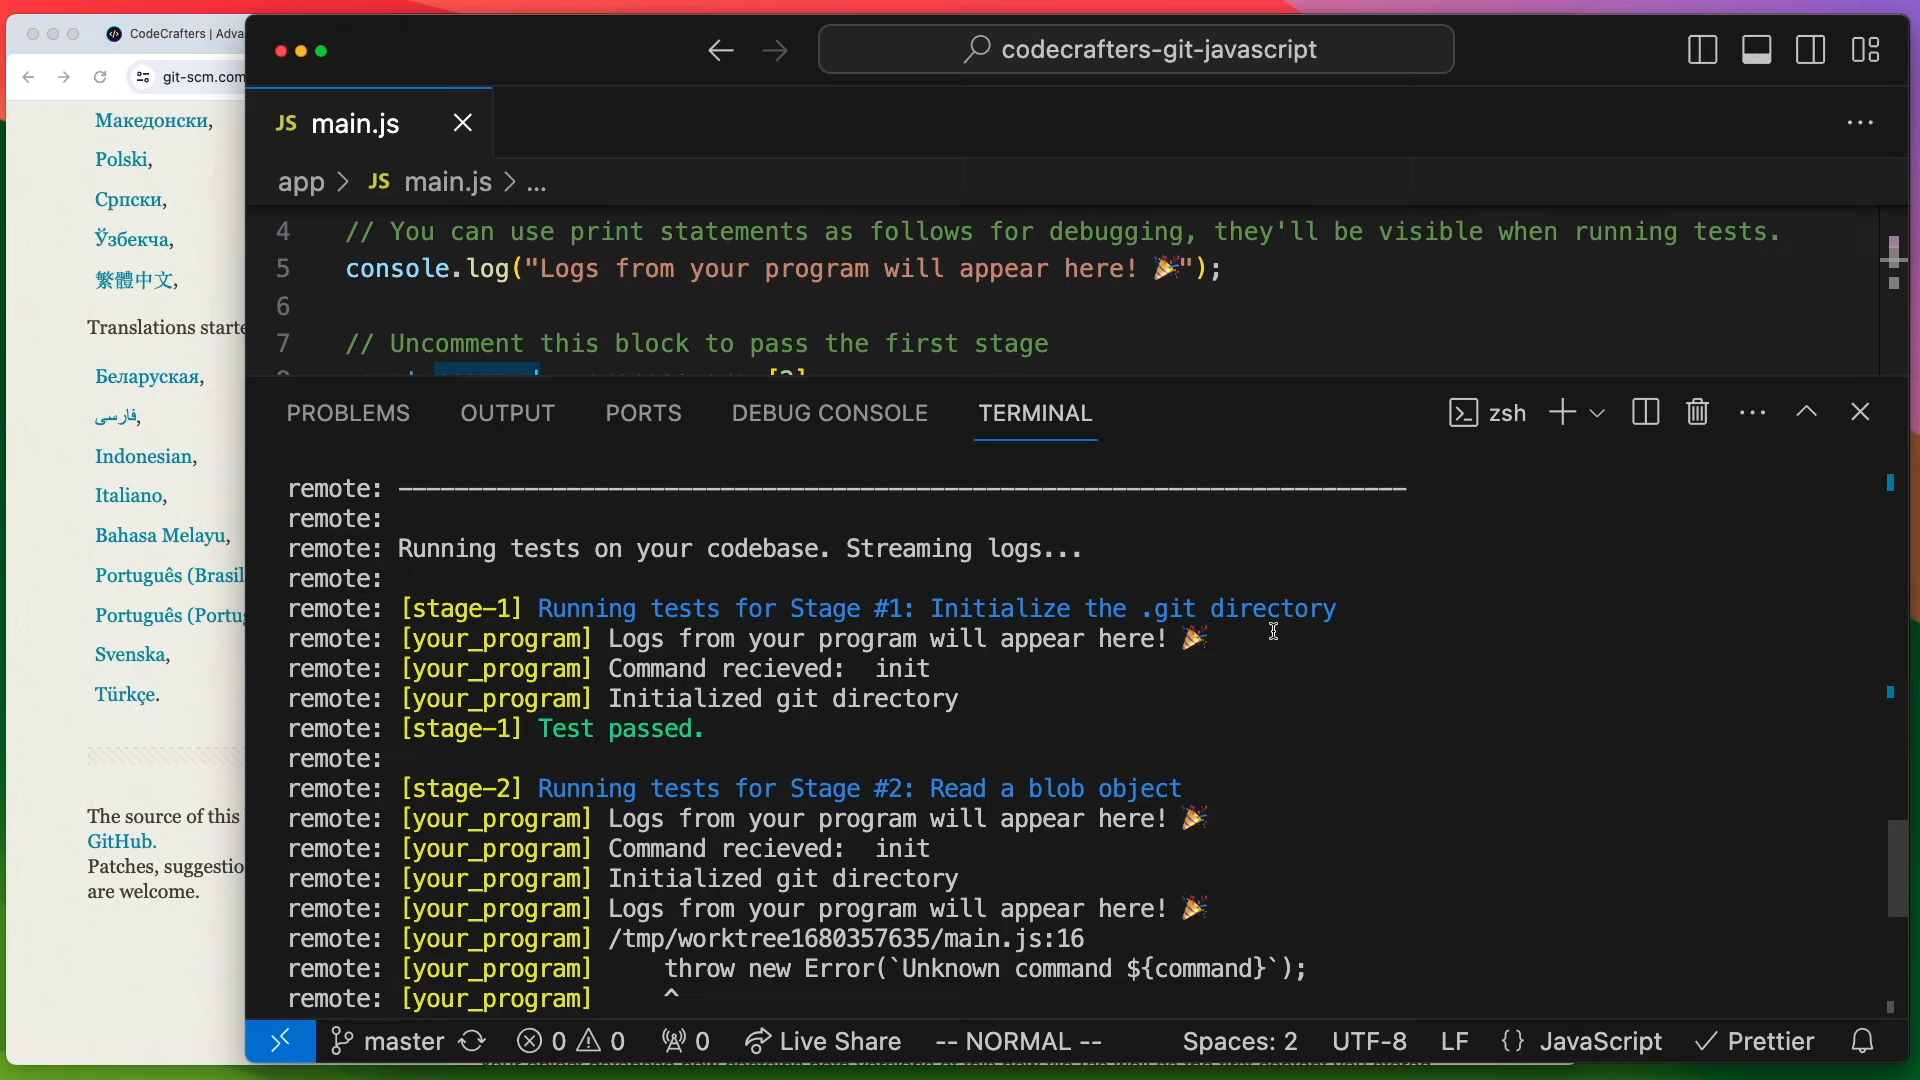 CodeCrafters | Adva
git-scm.com
Македонски,
Polski,
Српски,
Ўзбекча,
繁體中文,
Translations starte
Беларуская,
فارسی,
Indonesian,
Italiano,
Bahasa Melayu,
Português (Brasil
Português (Portug
Svenska,
Türkçe.
The source of this
GitHub.
Patches, suggestio
are welcome.
codecrafters-git-javascript
JS main.js
app > JS main.js > ...
4 // You can use print statements as follows for debugging, they'll be visible when running tests.
5 console.log("Logs from your program will appear here! 🎉");
6
7 // Uncomment this block to pass the first stage
PROBLEMS OUTPUT PORTS DEBUG CONSOLE TERMINAL zsh
remote: ────────────────────────────────────────
remote:
remote: Running tests on your codebase. Streaming logs...
remote:
remote: [stage-1] Running tests for Stage #1: Initialize the .git directory
remote: [your_program] Logs from your program will appear here! 🎉
remote: [your_program] Command recieved:  init
remote: [your_program] Initialized git directory
remote: [stage-1] Test passed.
remote:
remote: [stage-2] Running tests for Stage #2: Read a blob object
remote: [your_program] Logs from your program will appear here! 🎉
remote: [your_program] Command recieved:  init
remote: [your_program] Initialized git directory
remote: [your_program] Logs from your program will appear here! 🎉
remote: [your_program] /tmp/worktree1680357635/main.js:16
remote: [your_program]     throw new Error(`Unknown command ${command}`);
remote: [your_program]     ^
master 0 0 0 Live Share -- NORMAL -- Spaces: 2 UTF-8 LF {} JavaScript Prettier